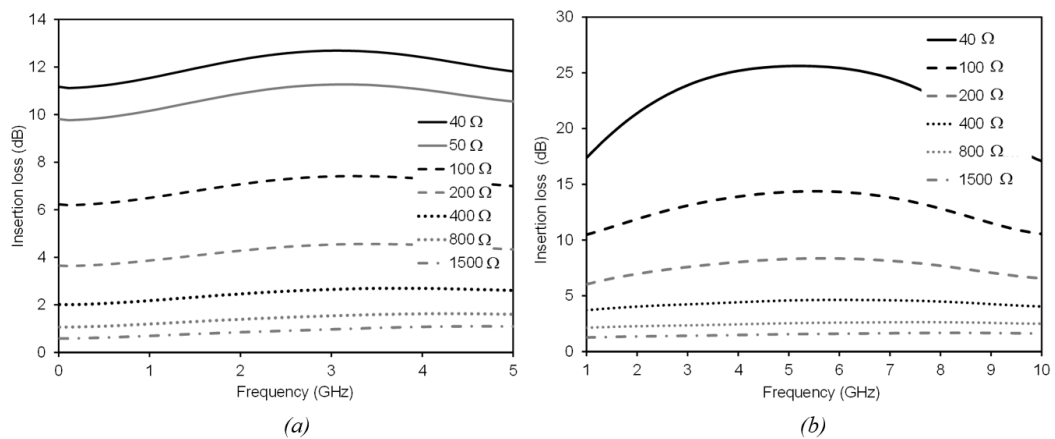 14
12
10
8
6
4
2
0
Insertion loss (dB)
40 Ω
50 Ω
100 Ω
200 Ω
400 Ω
800 Ω
1500 Ω
0 1 2 3 4 5
Frequency (GHz)
(a)
30
25
20
15
10
5
0
Insertion loss (dB)
40 Ω
100 Ω
200 Ω
400 Ω
800 Ω
1500 Ω
1 2 3 4 5 6 7 8 9 10
Frequency (GHz)
(b)